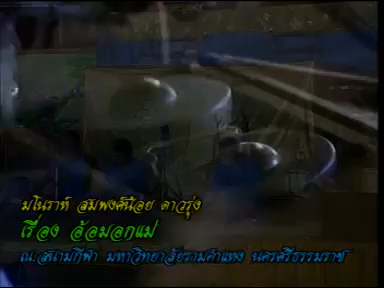 มโนราห์ สมพงศ์น้อย ดาวรุ่ง
เรื่อง อ้อมอกแม่
ณ.สนามกีฬา มหาวิทยาลัยรามคำแหง นครศรีธรรมราช